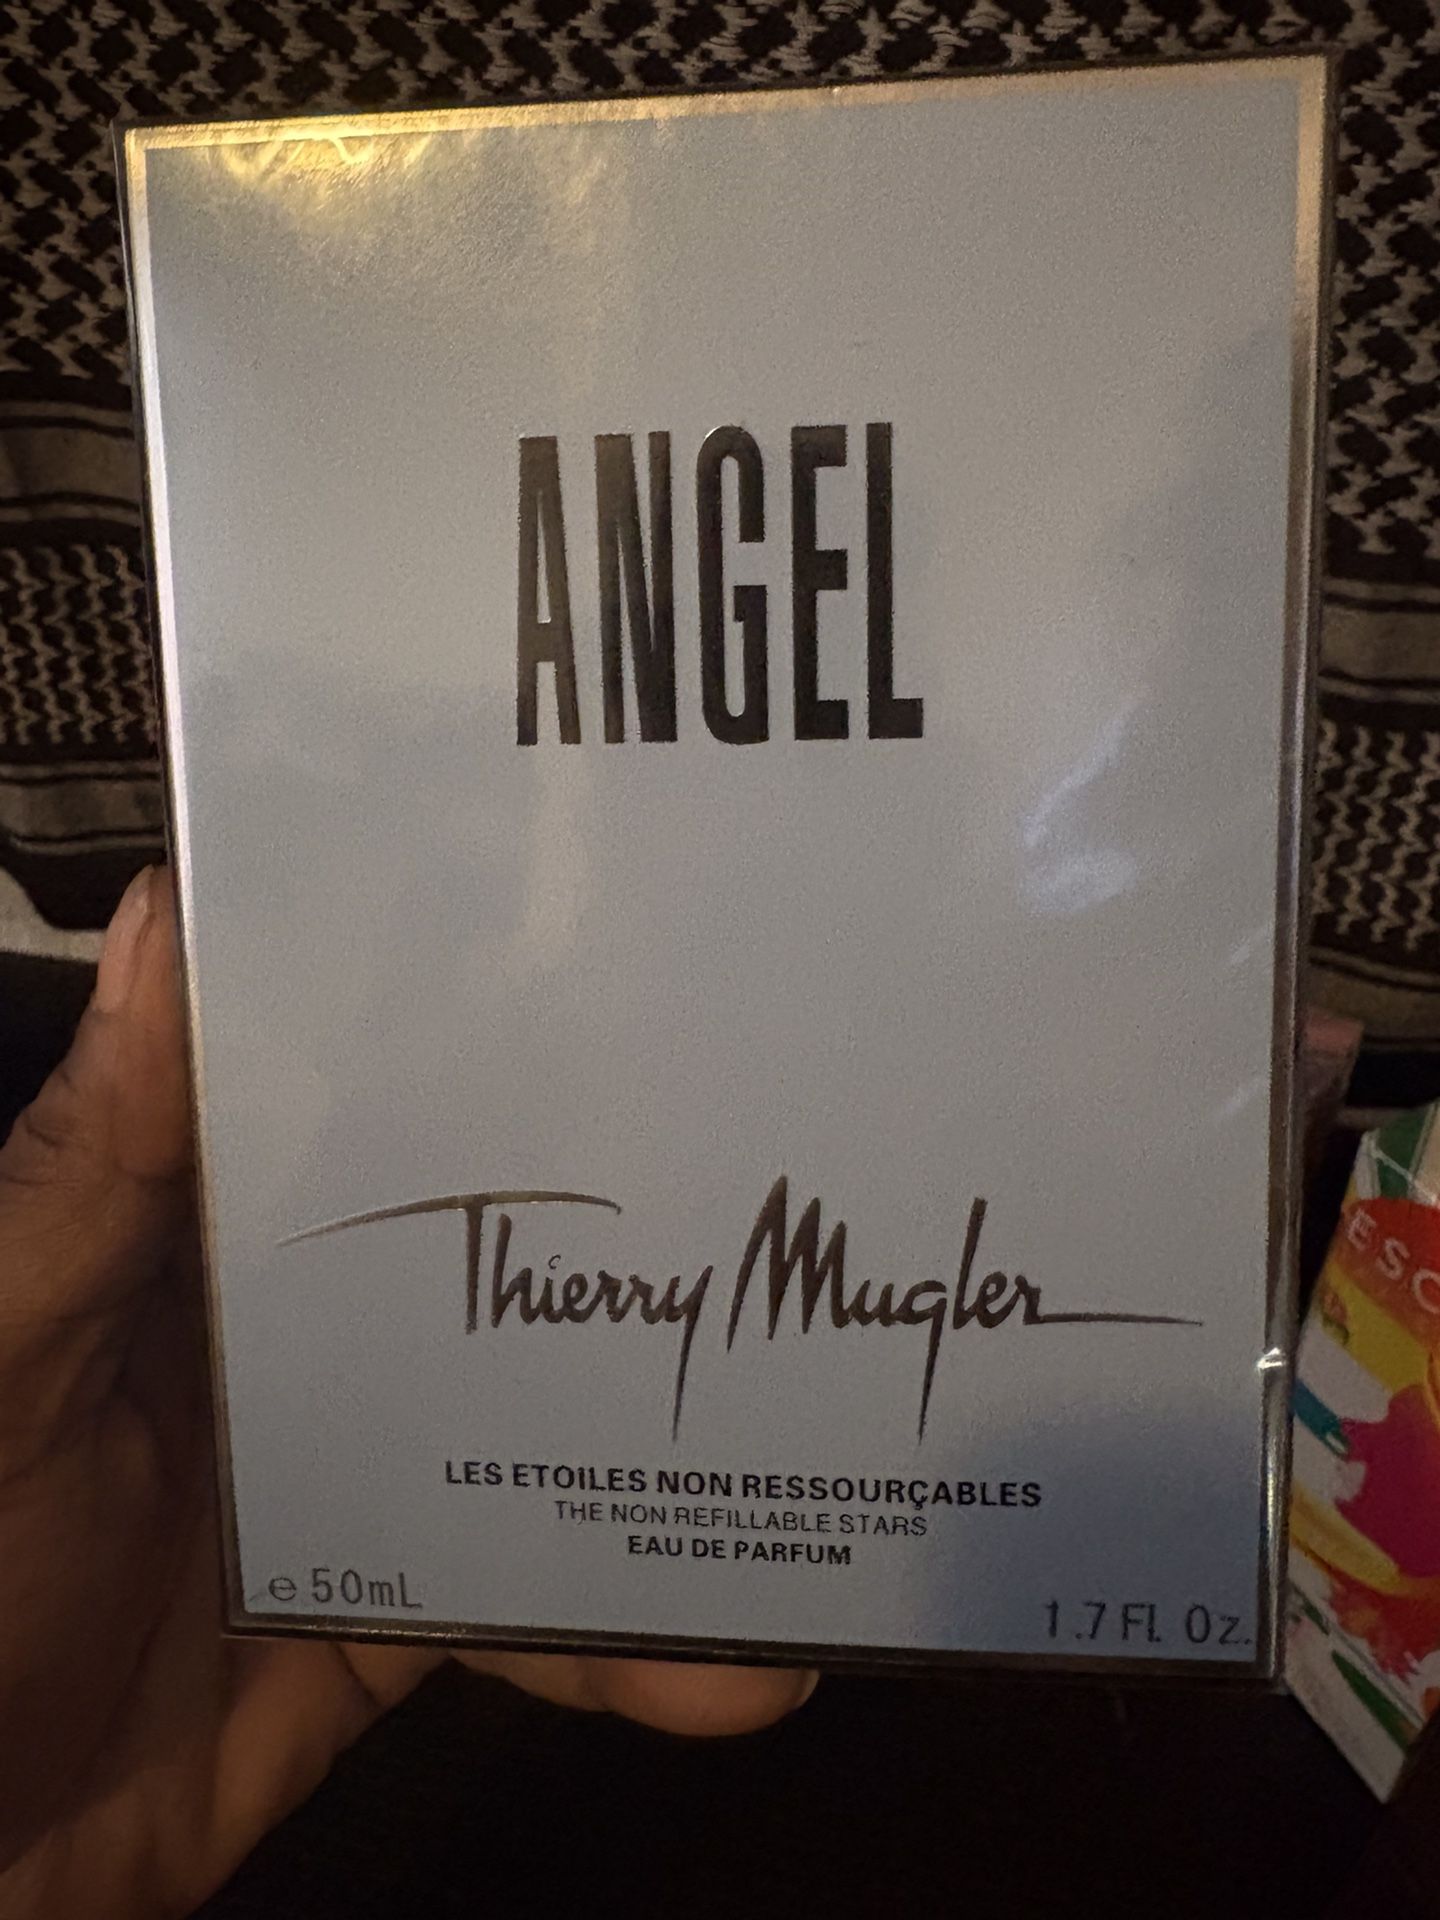 ANGEL
Thierry Mugler
LES ETOILES NON RESSOURÇABLES
THE NON REFILLABLE STARS
EAU DE PARFUM
℮ 50mL
1.7 Fl. Oz.